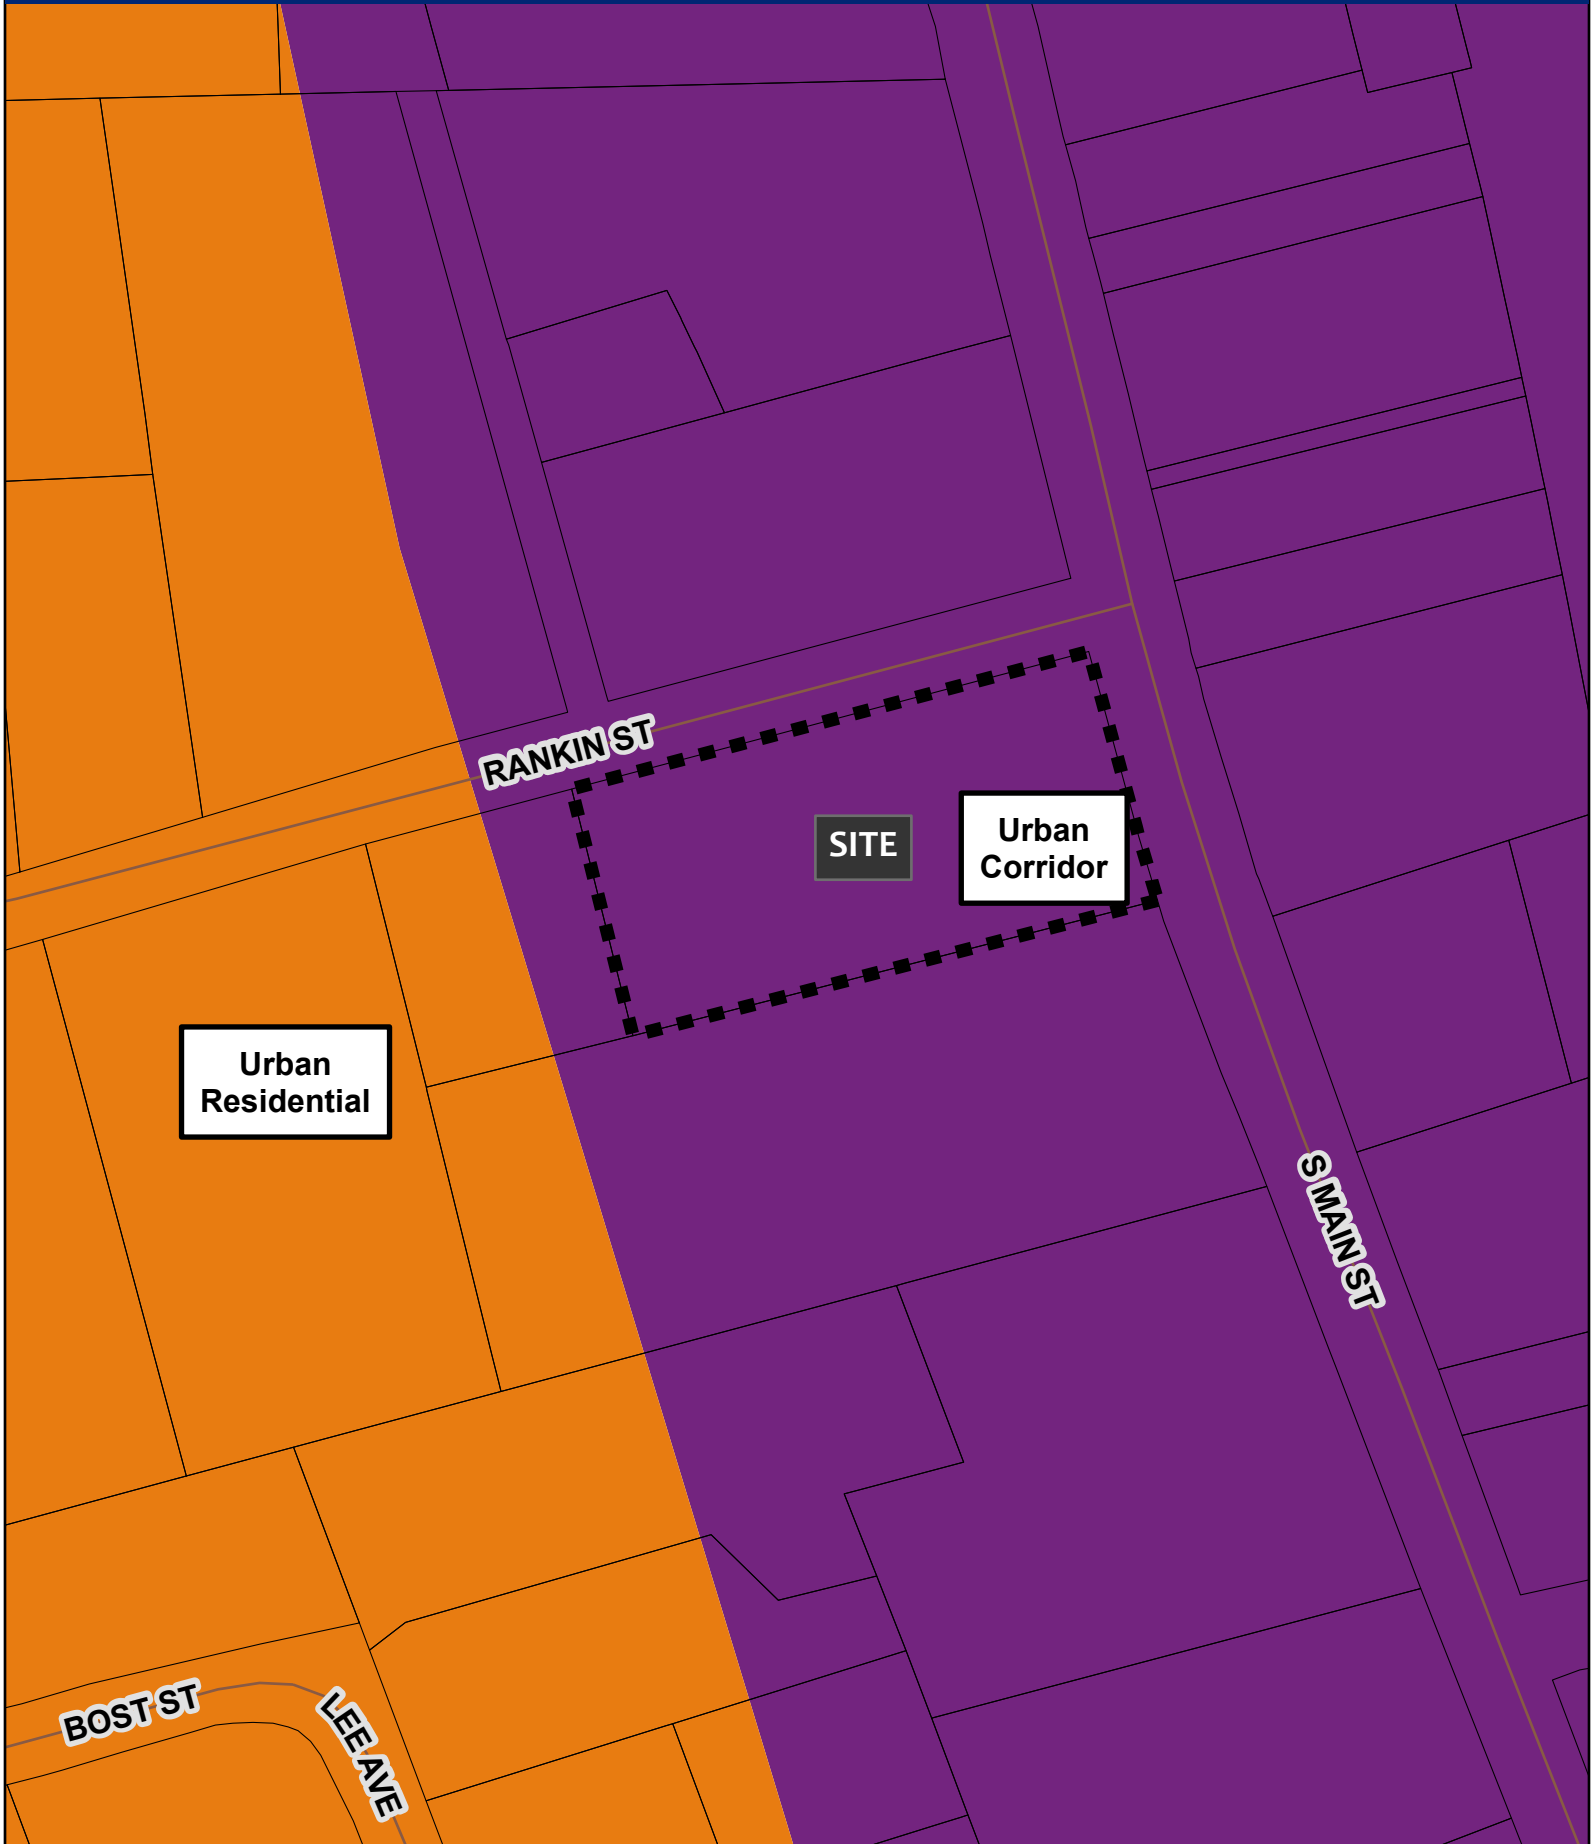 RANKIN ST
SITE
Urban
Corridor
Urban
Residential
S MAIN ST
BOST ST
LEE AVE